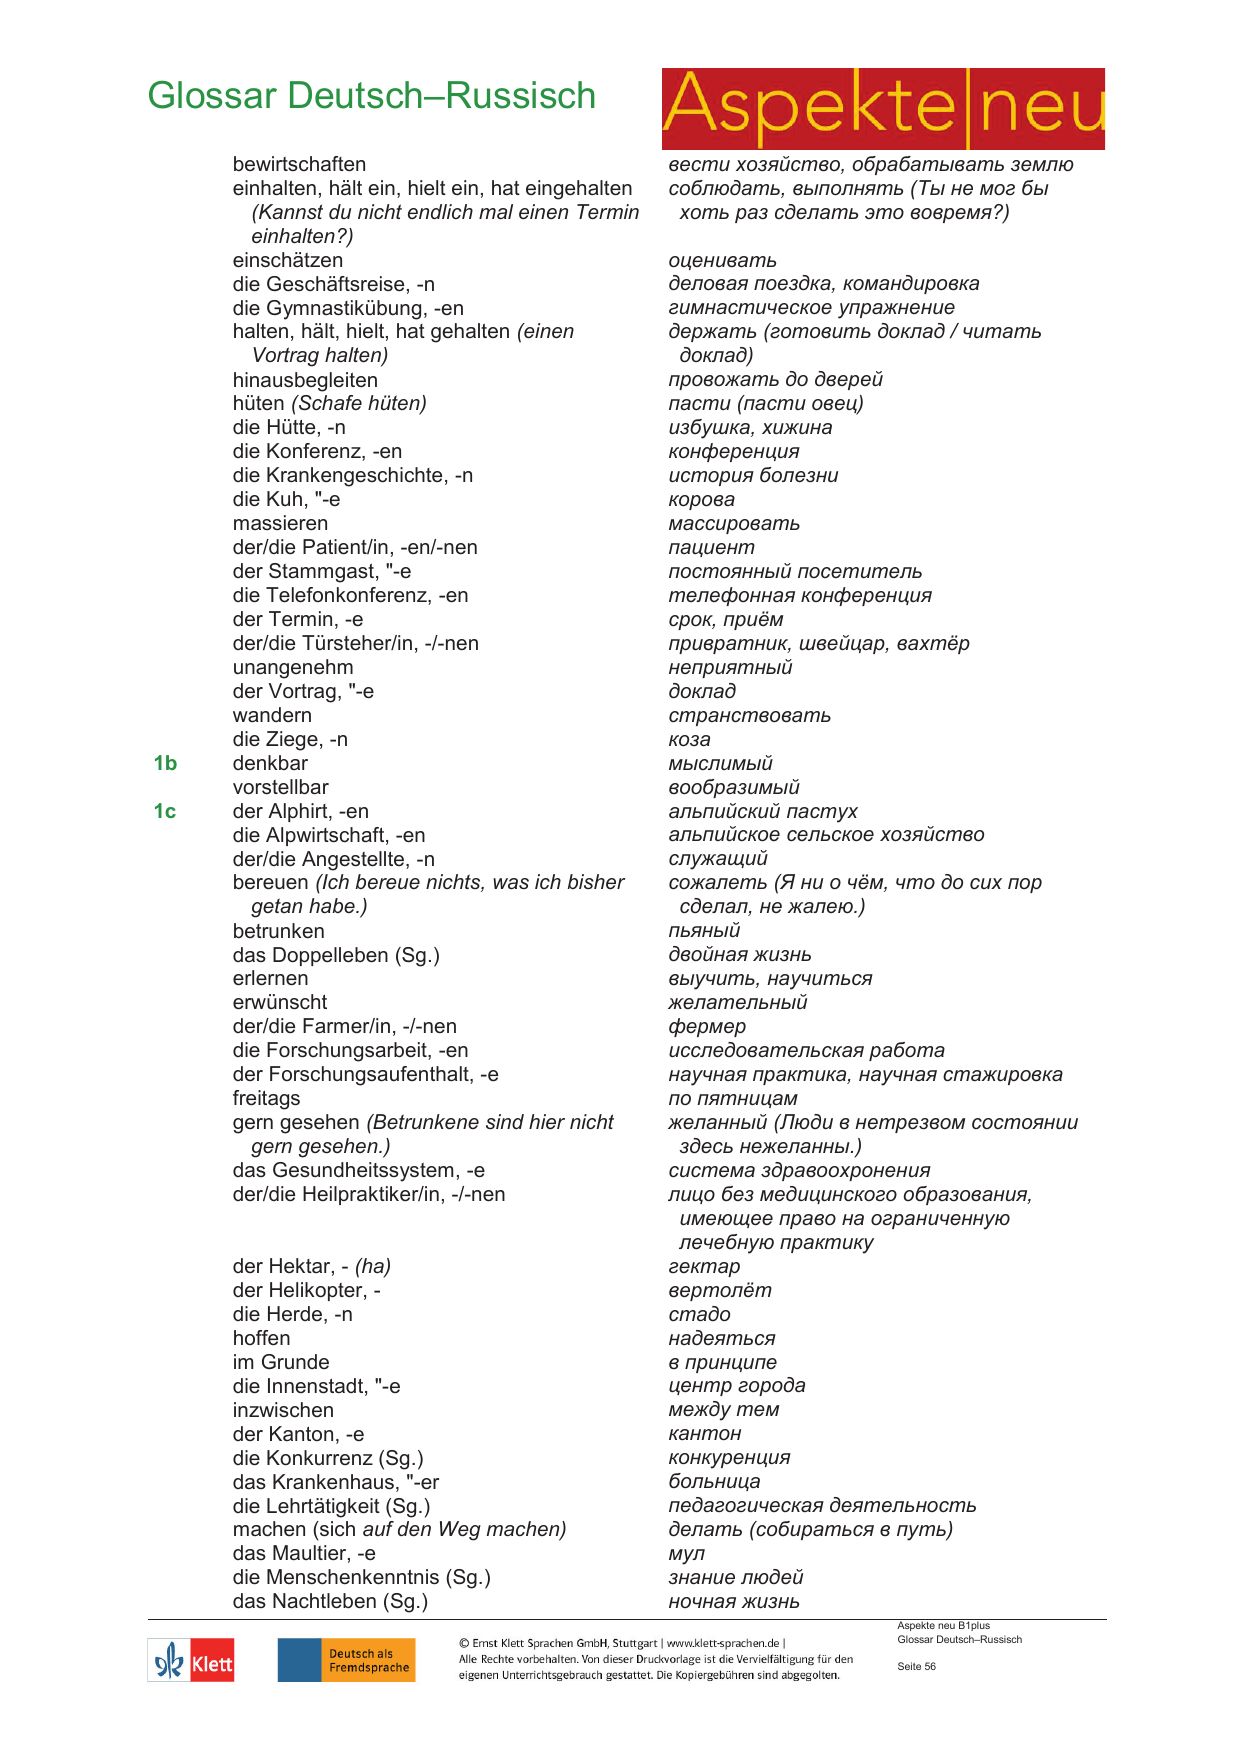 Glossar Deutsch–Russisch
Aspekte|neu
bewirtschaften вести хозяйство, обрабатывать землю
einhalten, hält ein, hielt ein, hat eingehalten соблюдать, выполнять (Ты не мог бы
(Kannst du nicht endlich mal einen Termin хоть раз сделать это вовремя?)
einhalten?)
einschätzen оценивать
die Geschäftsreise, -n деловая поездка, командировка
die Gymnastikübung, -en гимнастическое упражнение
halten, hält, hielt, hat gehalten (einen держать (готовить доклад / читать
Vortrag halten) доклад)
hinausbegleiten провожать до дверей
hüten (Schafe hüten) пасти (пасти овец)
die Hütte, -n избушка, хижина
die Konferenz, -en конференция
die Krankengeschichte, -n история болезни
die Kuh, "-e корова
massieren массировать
der/die Patient/in, -en/-nen пациент
der Stammgast, "-e постоянный посетитель
die Telefonkonferenz, -en телефонная конференция
der Termin, -e срок, приём
der/die Türsteher/in, -/-nen привратник, швейцар, вахтёр
unangenehm неприятный
der Vortrag, "-e доклад
wandern странствовать
die Ziege, -n коза
1b denkbar мыслимый
vorstellbar вообразимый
1c der Alphirt, -en альпийский пастух
die Alpwirtschaft, -en альпийское сельское хозяйство
der/die Angestellte, -n служащий
bereuen (Ich bereue nichts, was ich bisher сожалеть (Я ни о чём, что до сих пор
getan habe.) сделал, не жалею.)
betrunken пьяный
das Doppelleben (Sg.) двойная жизнь
erlernen выучить, научиться
erwünscht желательный
der/die Farmer/in, -/-nen фермер
die Forschungsarbeit, -en исследовательская работа
der Forschungsaufenthalt, -e научная практика, научная стажировка
freitags по пятницам
gern gesehen (Betrunkene sind hier nicht желанный (Люди в нетрезвом состоянии
gern gesehen.) здесь нежеланны.)
das Gesundheitssystem, -e система здравоохронения
der/die Heilpraktiker/in, -/-nen лицо без медицинского образования,
имеющее право на ограниченную
лечебную практику
der Hektar, - (ha) гектар
der Helikopter, - вертолёт
die Herde, -n стадо
hoffen надеяться
im Grunde в принципе
die Innenstadt, "-e центр города
inzwischen между тем
der Kanton, -e кантон
die Konkurrenz (Sg.) конкуренция
das Krankenhaus, "-er больница
die Lehrtätigkeit (Sg.) педагогическая деятельность
machen (sich auf den Weg machen) делать (собираться в путь)
das Maultier, -e мул
die Menschenkenntnis (Sg.) знание людей
das Nachtleben (Sg.) ночная жизнь
Klett
Deutsch als
Fremdsprache
© Ernst Klett Sprachen GmbH, Stuttgart | www.klett-sprachen.de |
Alle Rechte vorbehalten. Von dieser Druckvorlage ist die Vervielfältigung für den
eigenen Unterrichtsgebrauch gestattet. Die Kopiergebühren sind abgegolten.
Aspekte neu B1plus
Glossar Deutsch–Russisch
Seite 56